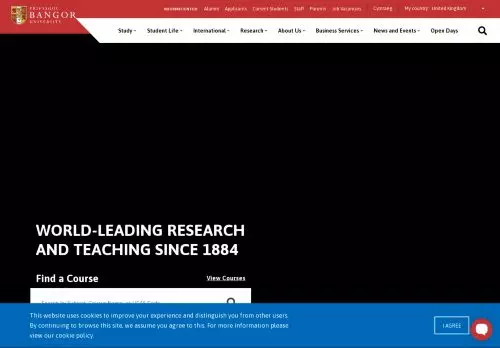 PRIFYSGOL
BANGOR
UNIVERSITY
INFORMATION FOR: Alumni Applicants Current Students Staff Parents Job Vacancies Cymraeg My country: United Kingdom
Study Student Life International Research About Us Business Services News and Events Open Days
WORLD-LEADING RESEARCH
AND TEACHING SINCE 1884
Find a Course View Courses
This website uses cookies to improve your experience and distinguish you from other users.
By continuing to browse this site, we assume you agree to this. For more information please
view our cookie policy.
I AGREE